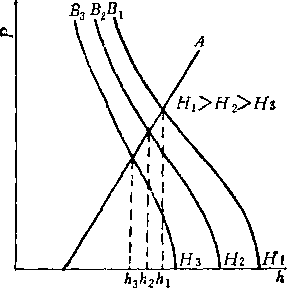 B₃ B₂ B₁
A
P
H₁ > H₂ > H₃
H₃ H₂ H₁
h₃ h₂ h₁ h